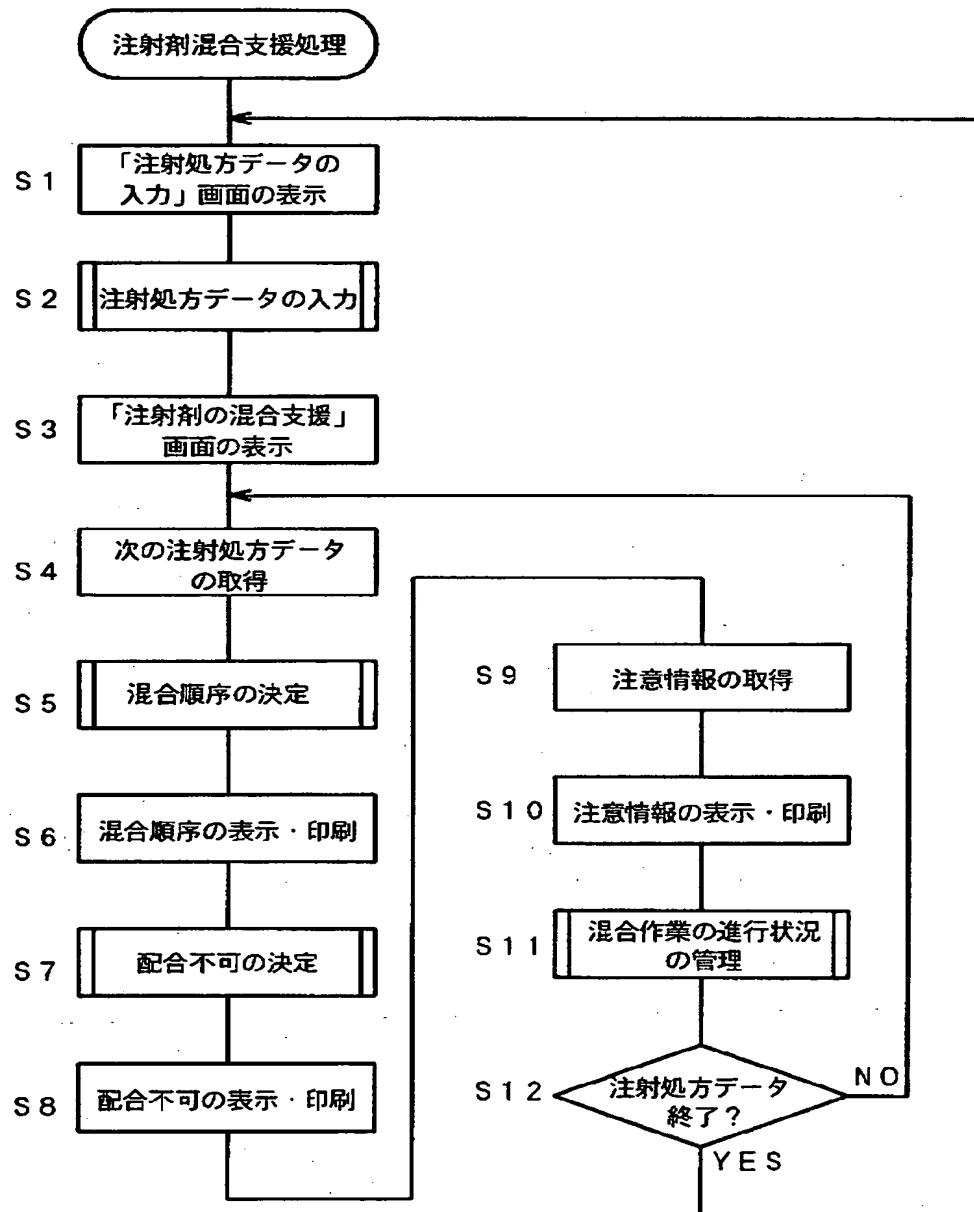 注射剤混合支援処理
S1
「注射処方データの
入力」画面の表示
S2
注射処方データの入力
S3
「注射剤の混合支援」
画面の表示
S4
次の注射処方データ
の取得
S5
混合順序の決定
S6
混合順序の表示・印刷
S7
配合不可の決定
S8
配合不可の表示・印刷
S9
注意情報の取得
S10
注意情報の表示・印刷
S11
混合作業の進行状況
の管理
S12
注射処方データ
終了?
NO
YES